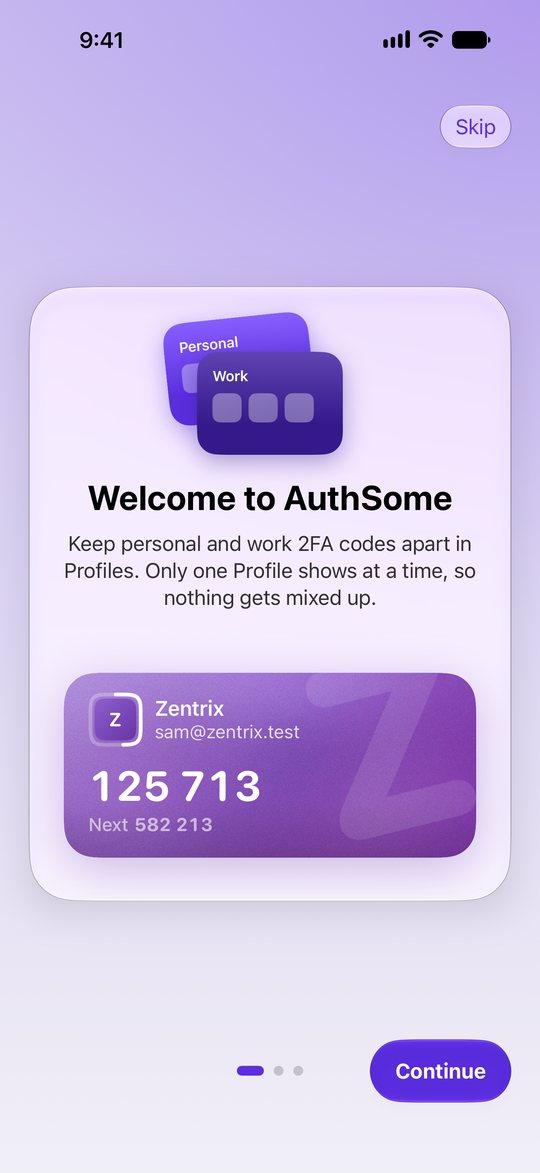 9:41
Skip
Personal
Work
Welcome to AuthSome
Keep personal and work 2FA codes apart in
Profiles. Only one Profile shows at a time, so
nothing gets mixed up.
Z
Zentrix
sam@zentrix.test
125 713
Next 582 213
Continue